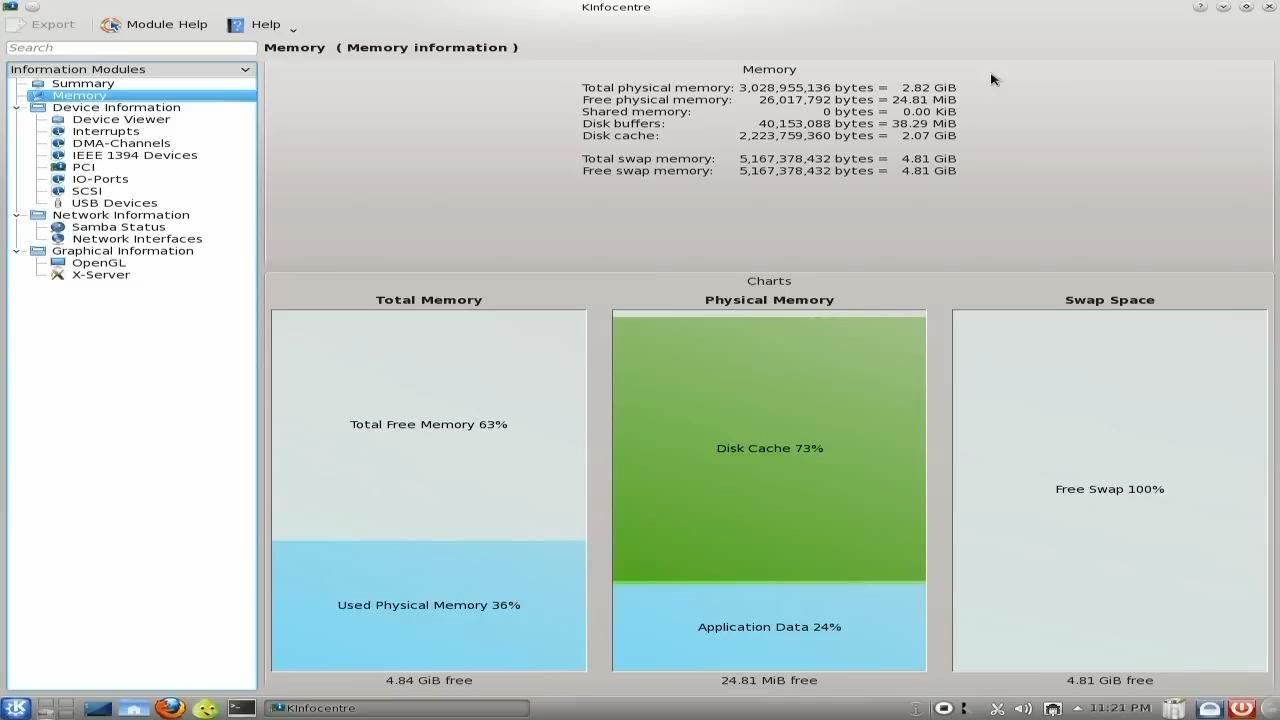 KInfocentre
Export Module Help Help
Search
Memory ( Memory information )
Information Modules
Summary
Memory
Device Information
Device Viewer
Interrupts
DMA-Channels
IEEE 1394 Devices
PCI
IO-Ports
SCSI
USB Devices
Network Information
Samba Status
Network Interfaces
Graphical Information
OpenGL
X-Server
Memory
Total physical memory: 3,028,955,136 bytes = 2.82 GiB
Free physical memory: 26,017,792 bytes = 24.81 MiB
Shared memory: 0 bytes = 0.00 KiB
Disk buffers: 40,153,088 bytes = 38.29 MiB
Disk cache: 2,223,759,360 bytes = 2.07 GiB
Total swap memory: 5,167,378,432 bytes = 4.81 GiB
Free swap memory: 5,167,378,432 bytes = 4.81 GiB
Charts
Total Memory
Total Free Memory 63%
Used Physical Memory 36%
4.84 GiB free
Physical Memory
Disk Cache 73%
Application Data 24%
24.81 MiB free
Swap Space
Free Swap 100%
4.81 GiB free
KInfocentre
11:21 PM